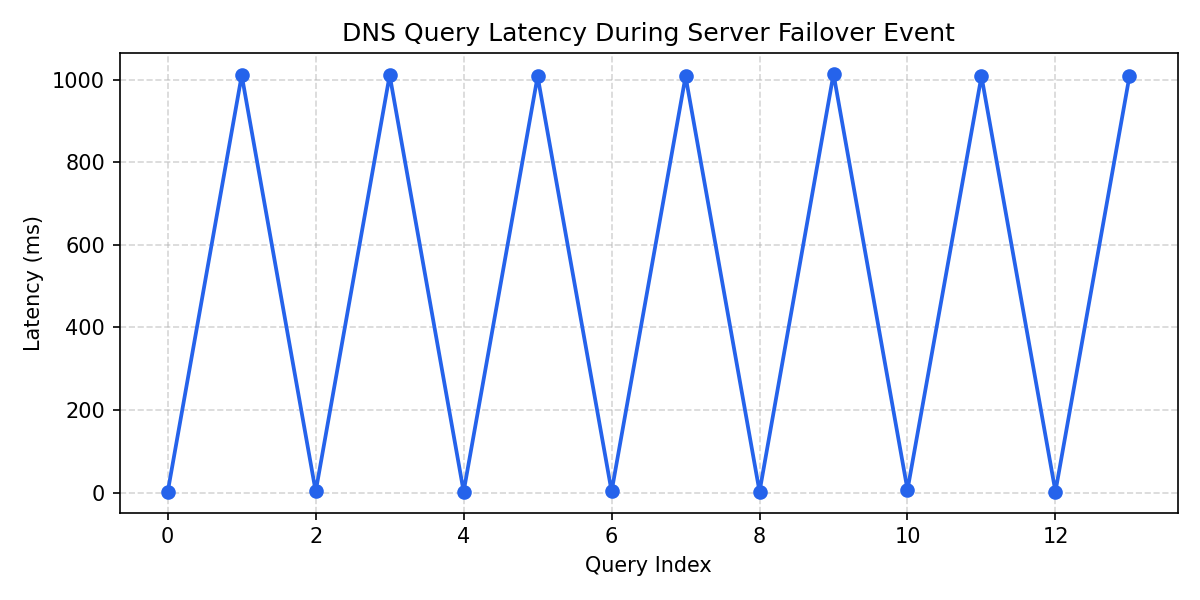 DNS Query Latency During Server Failover Event
1000
800
600
400
200
0
Latency (ms)
0 2 4 6 8 10 12
Query Index